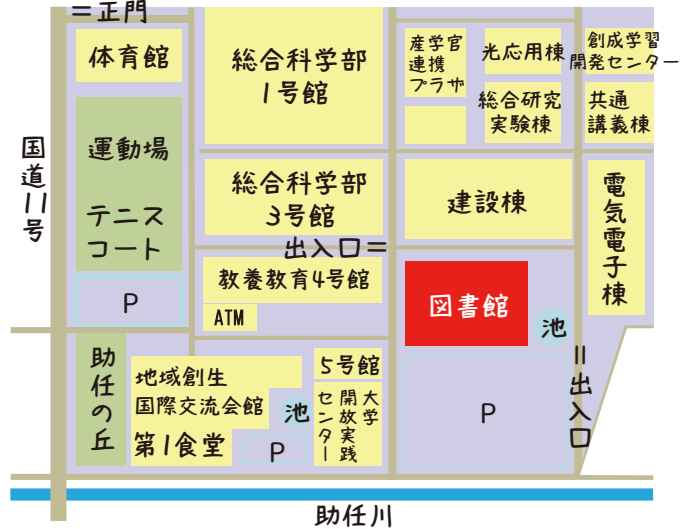 =正門
体育館
総合科学部
1号館
産学官
連携
プラザ
光応用棟
創成学習
開発センター
総合研究
実験棟
共通
講義棟
国道11号
運動場
テニス
コート
総合科学部
3号館
建設棟
電気電子棟
出入口=
教養教育4号館
ATM
図書館
池
P
=出入口
助任の丘
地域創生
国際交流会館
第1食堂
池
P
5号館
大学
開放実践
センター
P
助任川